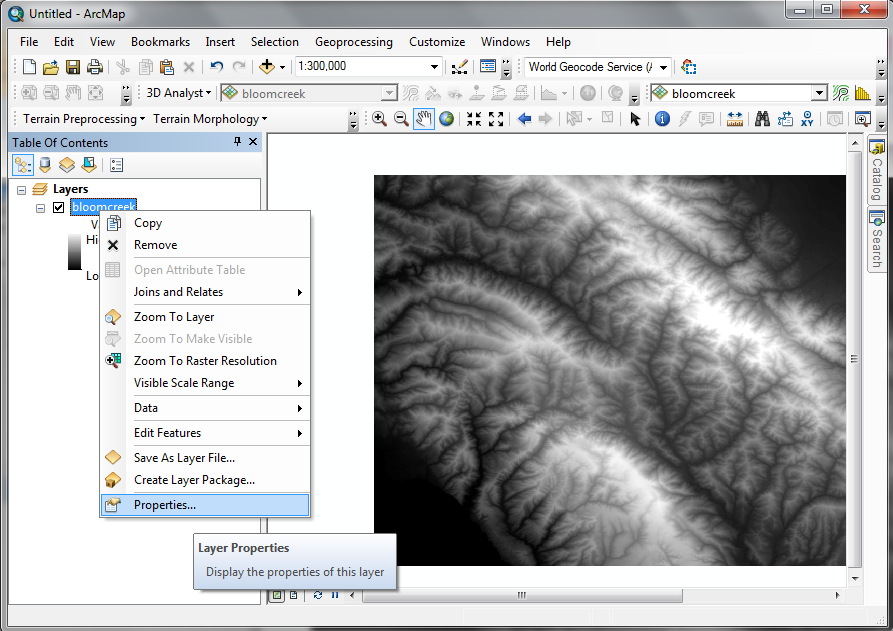 Untitled - ArcMap
File Edit View Bookmarks Insert Selection Geoprocessing Customize Windows Help
1:300,000 World Geocode Service (
3D Analyst bloomcreek bloomcreek
Terrain Preprocessing Terrain Morphology
XY
Table Of Contents
Layers
bloomcreek
V
Hi
Lo
Copy
Remove
Open Attribute Table
Joins and Relates
Zoom To Layer
Zoom To Make Visible
Zoom To Raster Resolution
Visible Scale Range
Data
Edit Features
Save As Layer File...
Create Layer Package...
Properties...
Layer Properties
Display the properties of this layer
Catalog
Search